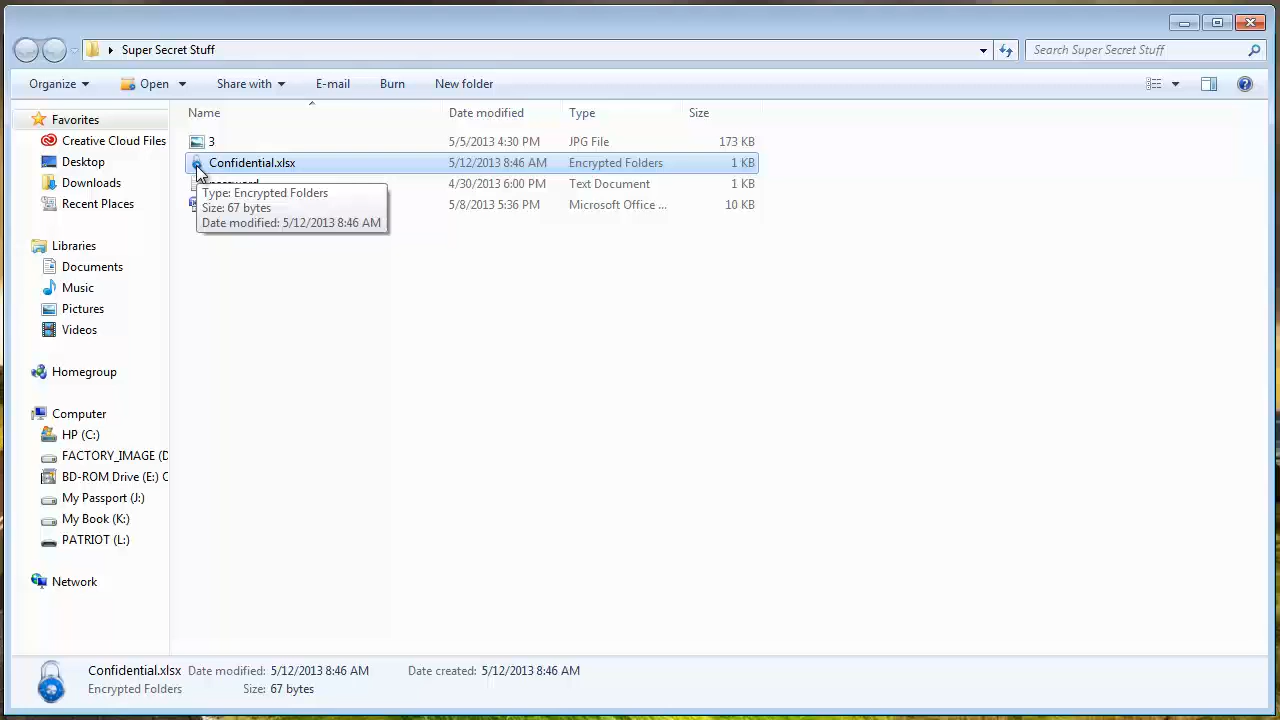 Super Secret Stuff
Search Super Secret Stuff
Organize
Open
Share with
E-mail
Burn
New folder
Name
Date modified
Type
Size
Favorites
Creative Cloud Files
Desktop
Downloads
Recent Places
Libraries
Documents
Music
Pictures
Videos
Homegroup
Computer
HP (C:)
FACTORY_IMAGE (D
BD-ROM Drive (E:) C
My Passport (J:)
My Book (K:)
PATRIOT (L:)
Network
3 5/5/2013 4:30 PM JPG File 173 KB
Confidential.xlsx 5/12/2013 8:46 AM Encrypted Folders 1 KB
4/30/2013 6:00 PM Text Document 1 KB
5/8/2013 5:36 PM Microsoft Office ... 10 KB
Type: Encrypted Folders
Size: 67 bytes
Date modified: 5/12/2013 8:46 AM
Confidential.xlsx Date modified: 5/12/2013 8:46 AM Date created: 5/12/2013 8:46 AM
Encrypted Folders Size: 67 bytes